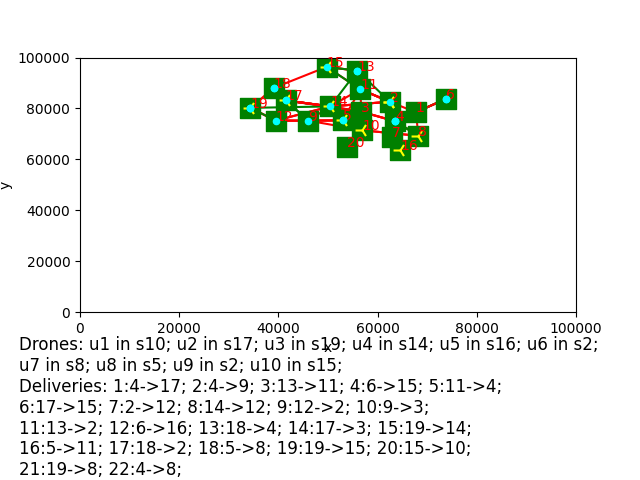 100000
80000
60000
40000
20000
0
y
0 20000 40000 60000 80000 100000
x
Drones: u1 in s10; u2 in s17; u3 in s19; u4 in s14; u5 in s16; u6 in s2;
u7 in s8; u8 in s5; u9 in s2; u10 in s15;
Deliveries: 1:4->17; 2:4->9; 3:13->11; 4:6->15; 5:11->4;
6:17->15; 7:2->12; 8:14->12; 9:12->2; 10:9->3;
11:13->2; 12:6->16; 13:18->4; 14:17->3; 15:19->14;
16:5->11; 17:18->2; 18:5->8; 19:19->15; 20:15->10;
21:19->8; 22:4->8;